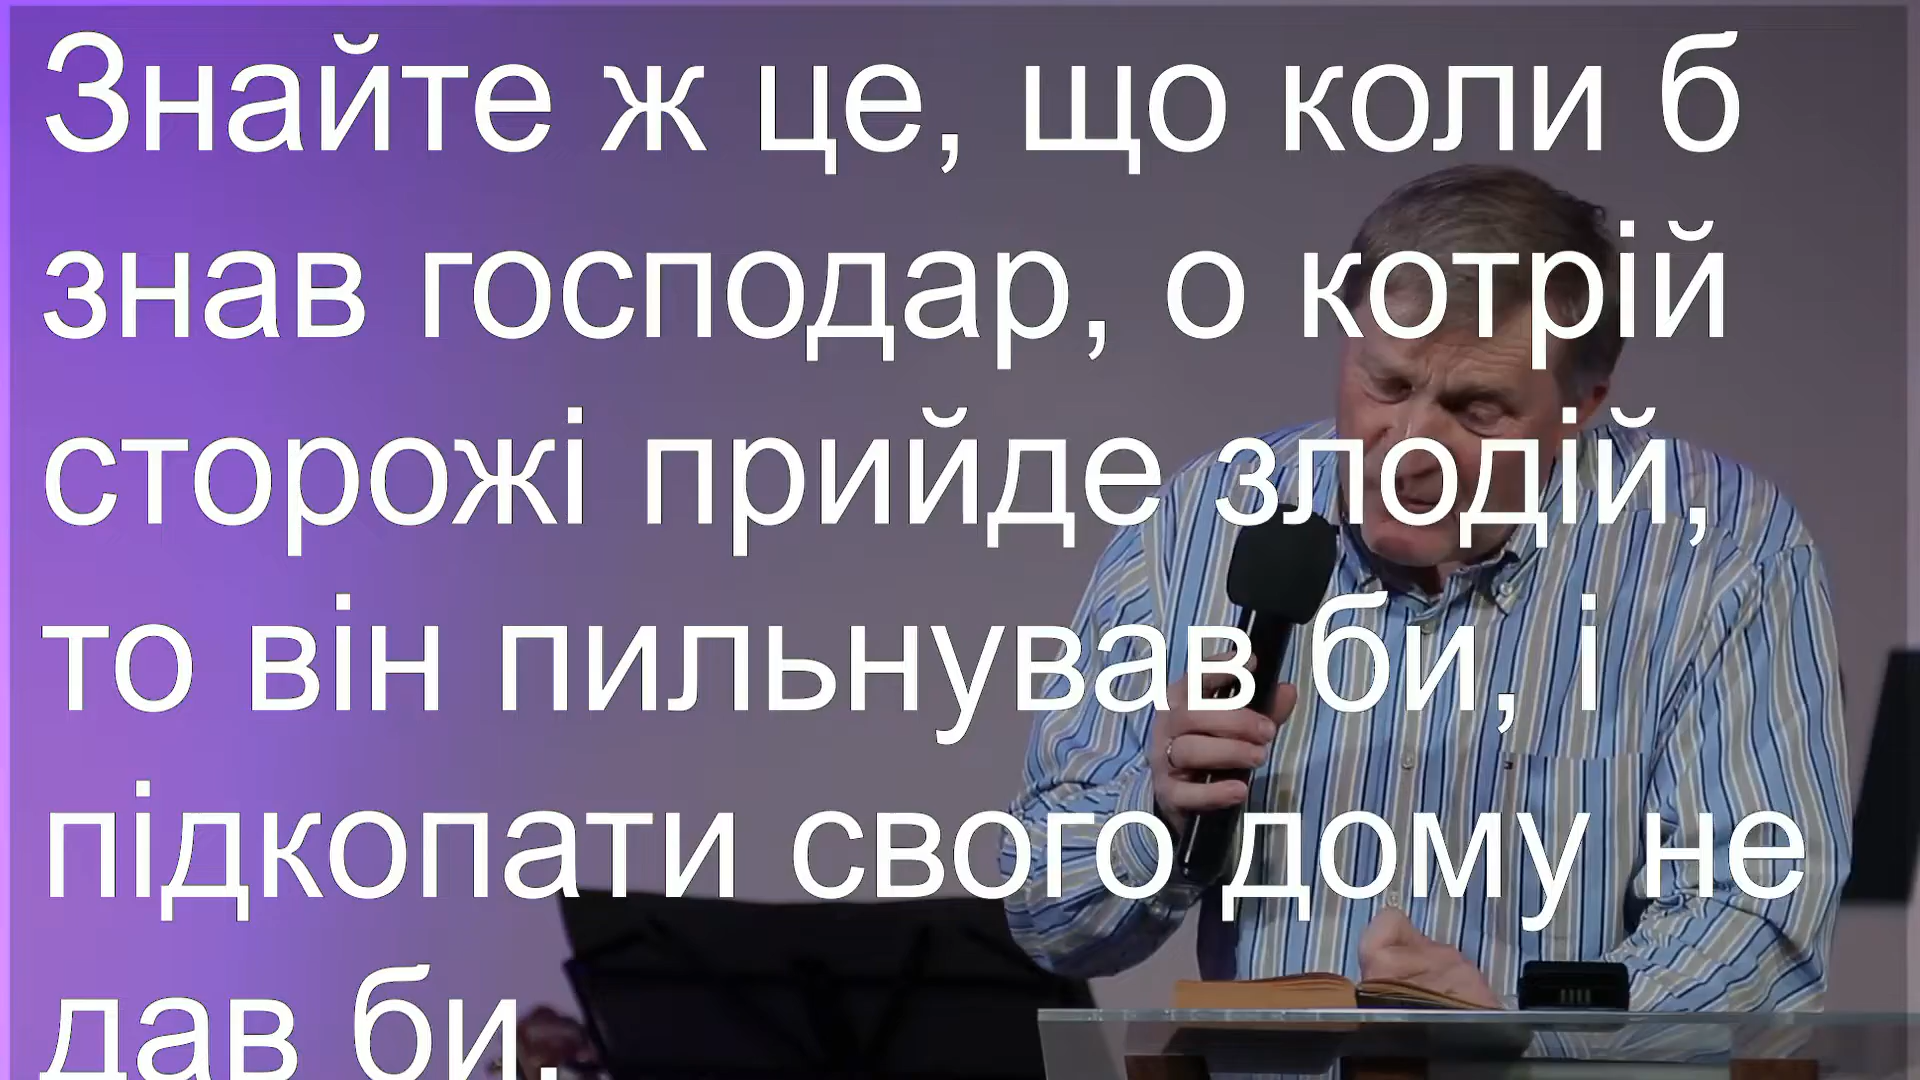 Знайте ж це, що коли б
знав господар, о котрій
сторожі прийде злодій,
то він пильнував би, і
підкопати свого дому не
дав би.